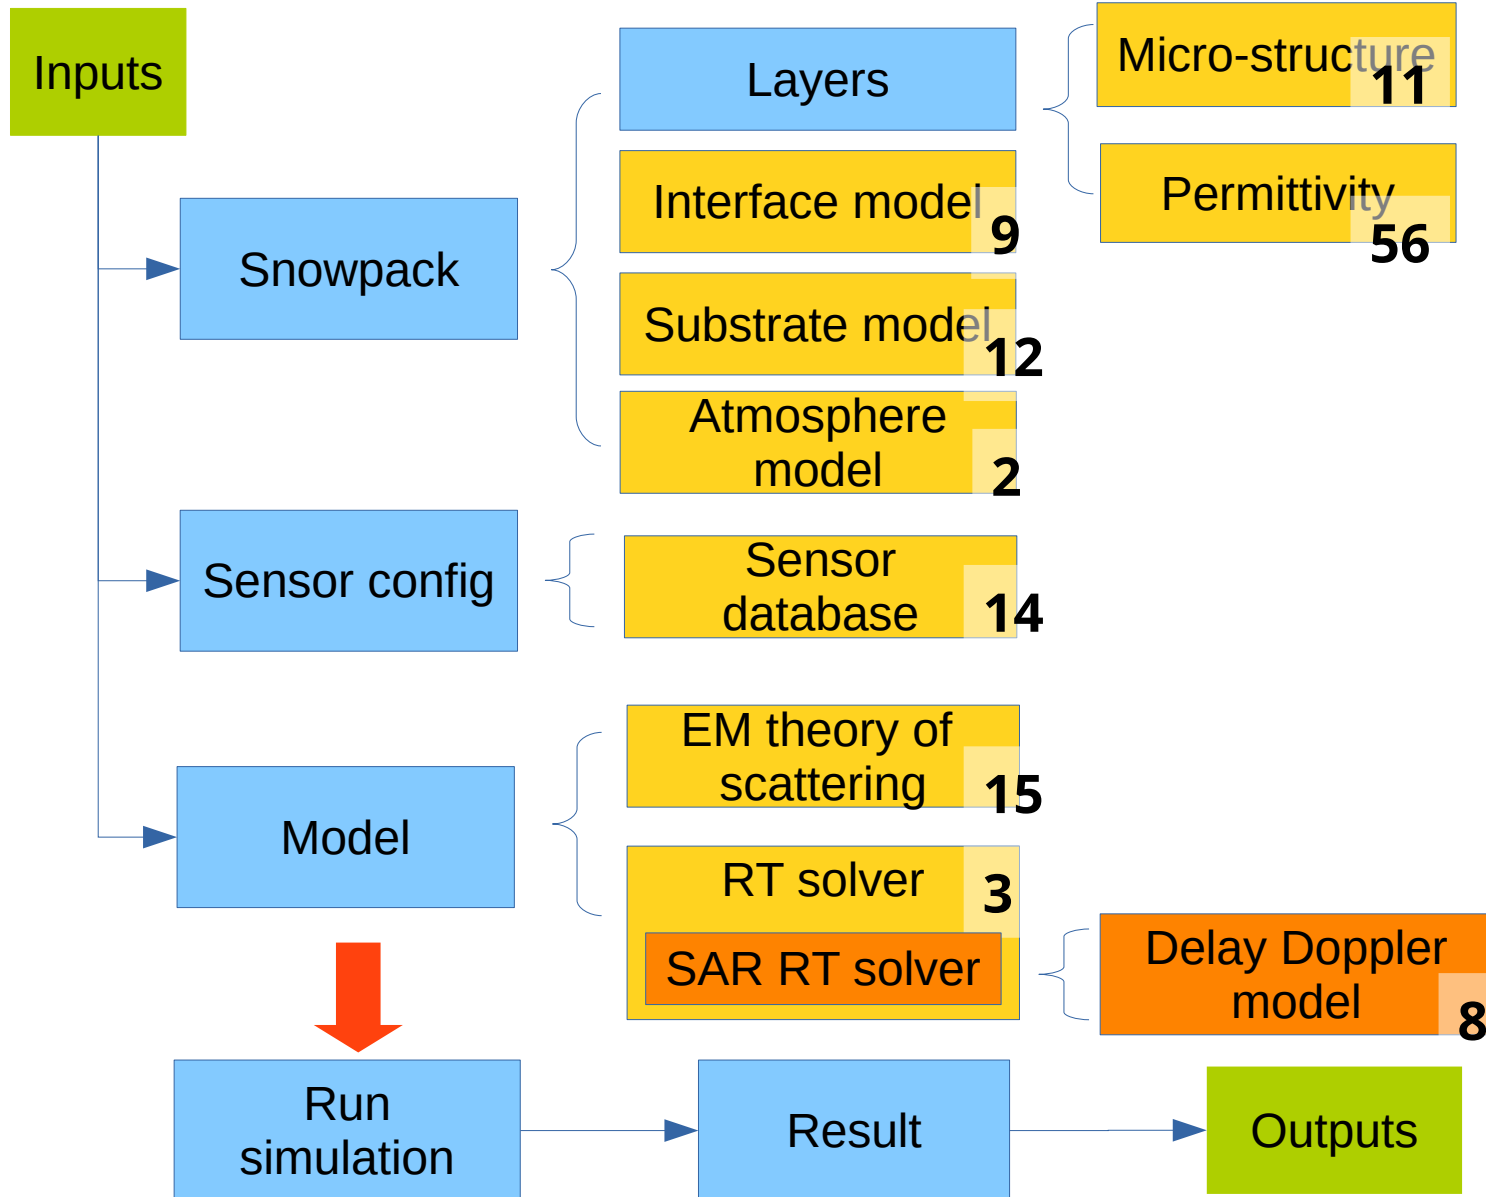 Inputs
Layers
Micro-structure
11
Permittivity
56
Interface model
9
Snowpack
Substrate model
12
Atmosphere
model
2
Sensor config
Sensor
database
14
EM theory of
scattering
15
Model
RT solver
3
SAR RT solver
Delay Doppler
model
8
Run
simulation
Result
Outputs